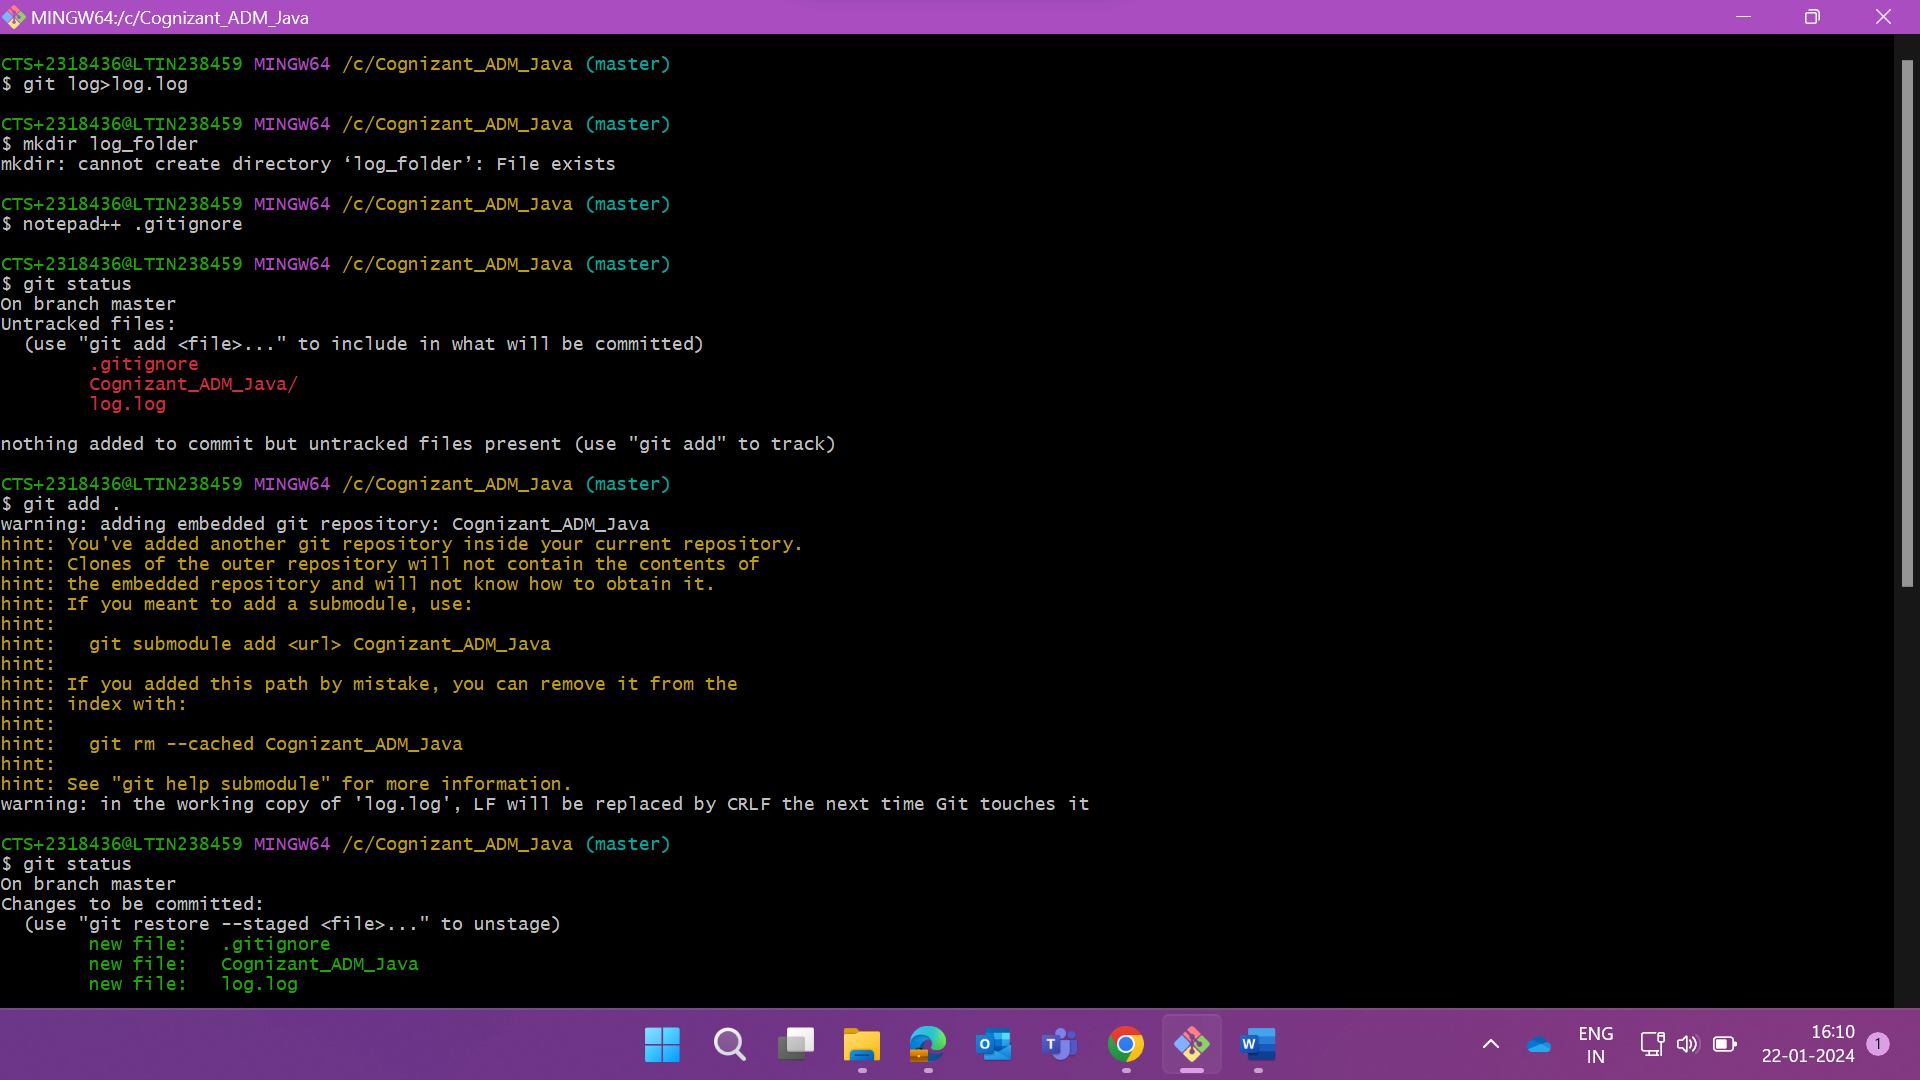 MINGW64:/c/Cognizant_ADM_Java
CTS+2318436@LTIN238459 MINGW64 /c/Cognizant_ADM_Java (master)
$ git log>log.log
CTS+2318436@LTIN238459 MINGW64 /c/Cognizant_ADM_Java (master)
$ mkdir log_folder
mkdir: cannot create directory ‘log_folder’: File exists
CTS+2318436@LTIN238459 MINGW64 /c/Cognizant_ADM_Java (master)
$ notepad++ .gitignore
CTS+2318436@LTIN238459 MINGW64 /c/Cognizant_ADM_Java (master)
$ git status
On branch master
Untracked files:
  (use "git add <file>..." to include in what will be committed)
        .gitignore
        Cognizant_ADM_Java/
        log.log
nothing added to commit but untracked files present (use "git add" to track)
CTS+2318436@LTIN238459 MINGW64 /c/Cognizant_ADM_Java (master)
$ git add .
warning: adding embedded git repository: Cognizant_ADM_Java
hint: You've added another git repository inside your current repository.
hint: Clones of the outer repository will not contain the contents of
hint: the embedded repository and will not know how to obtain it.
hint: If you meant to add a submodule, use:
hint:
hint:   git submodule add <url> Cognizant_ADM_Java
hint:
hint: If you added this path by mistake, you can remove it from the
hint: index with:
hint:
hint:   git rm --cached Cognizant_ADM_Java
hint:
hint: See "git help submodule" for more information.
warning: in the working copy of 'log.log', LF will be replaced by CRLF the next time Git touches it
CTS+2318436@LTIN238459 MINGW64 /c/Cognizant_ADM_Java (master)
$ git status
On branch master
Changes to be committed:
  (use "git restore --staged <file>..." to unstage)
        new file:   .gitignore
        new file:   Cognizant_ADM_Java
        new file:   log.log
ENG
IN
16:10
22-01-2024
1